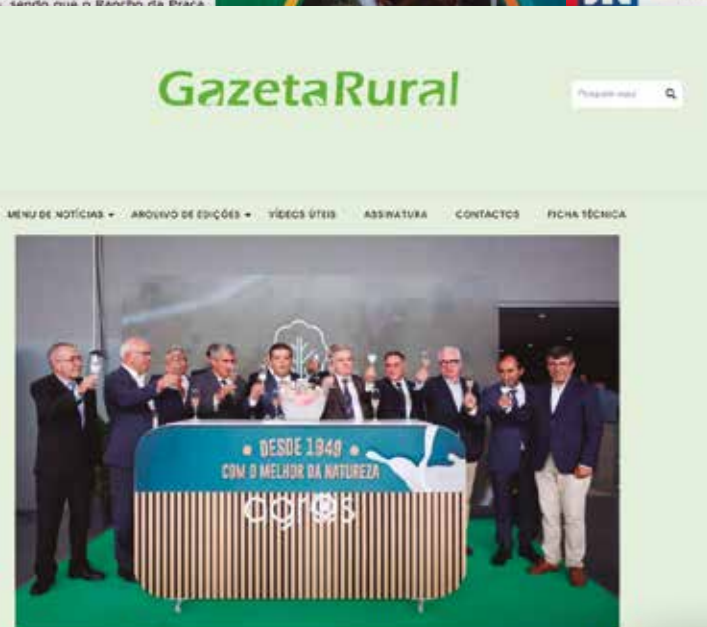 sendo que o Rancho da Praça
GazetaRural
MENU DE NOTÍCIAS
ARQUIVO DE EDIÇÕES
VÍDEOS ÚTEIS
ASSINATURA
CONTACTOS
FICHA TÉCNICA
• DESDE 1949 •
COM O MELHOR DA NATUREZA
agros